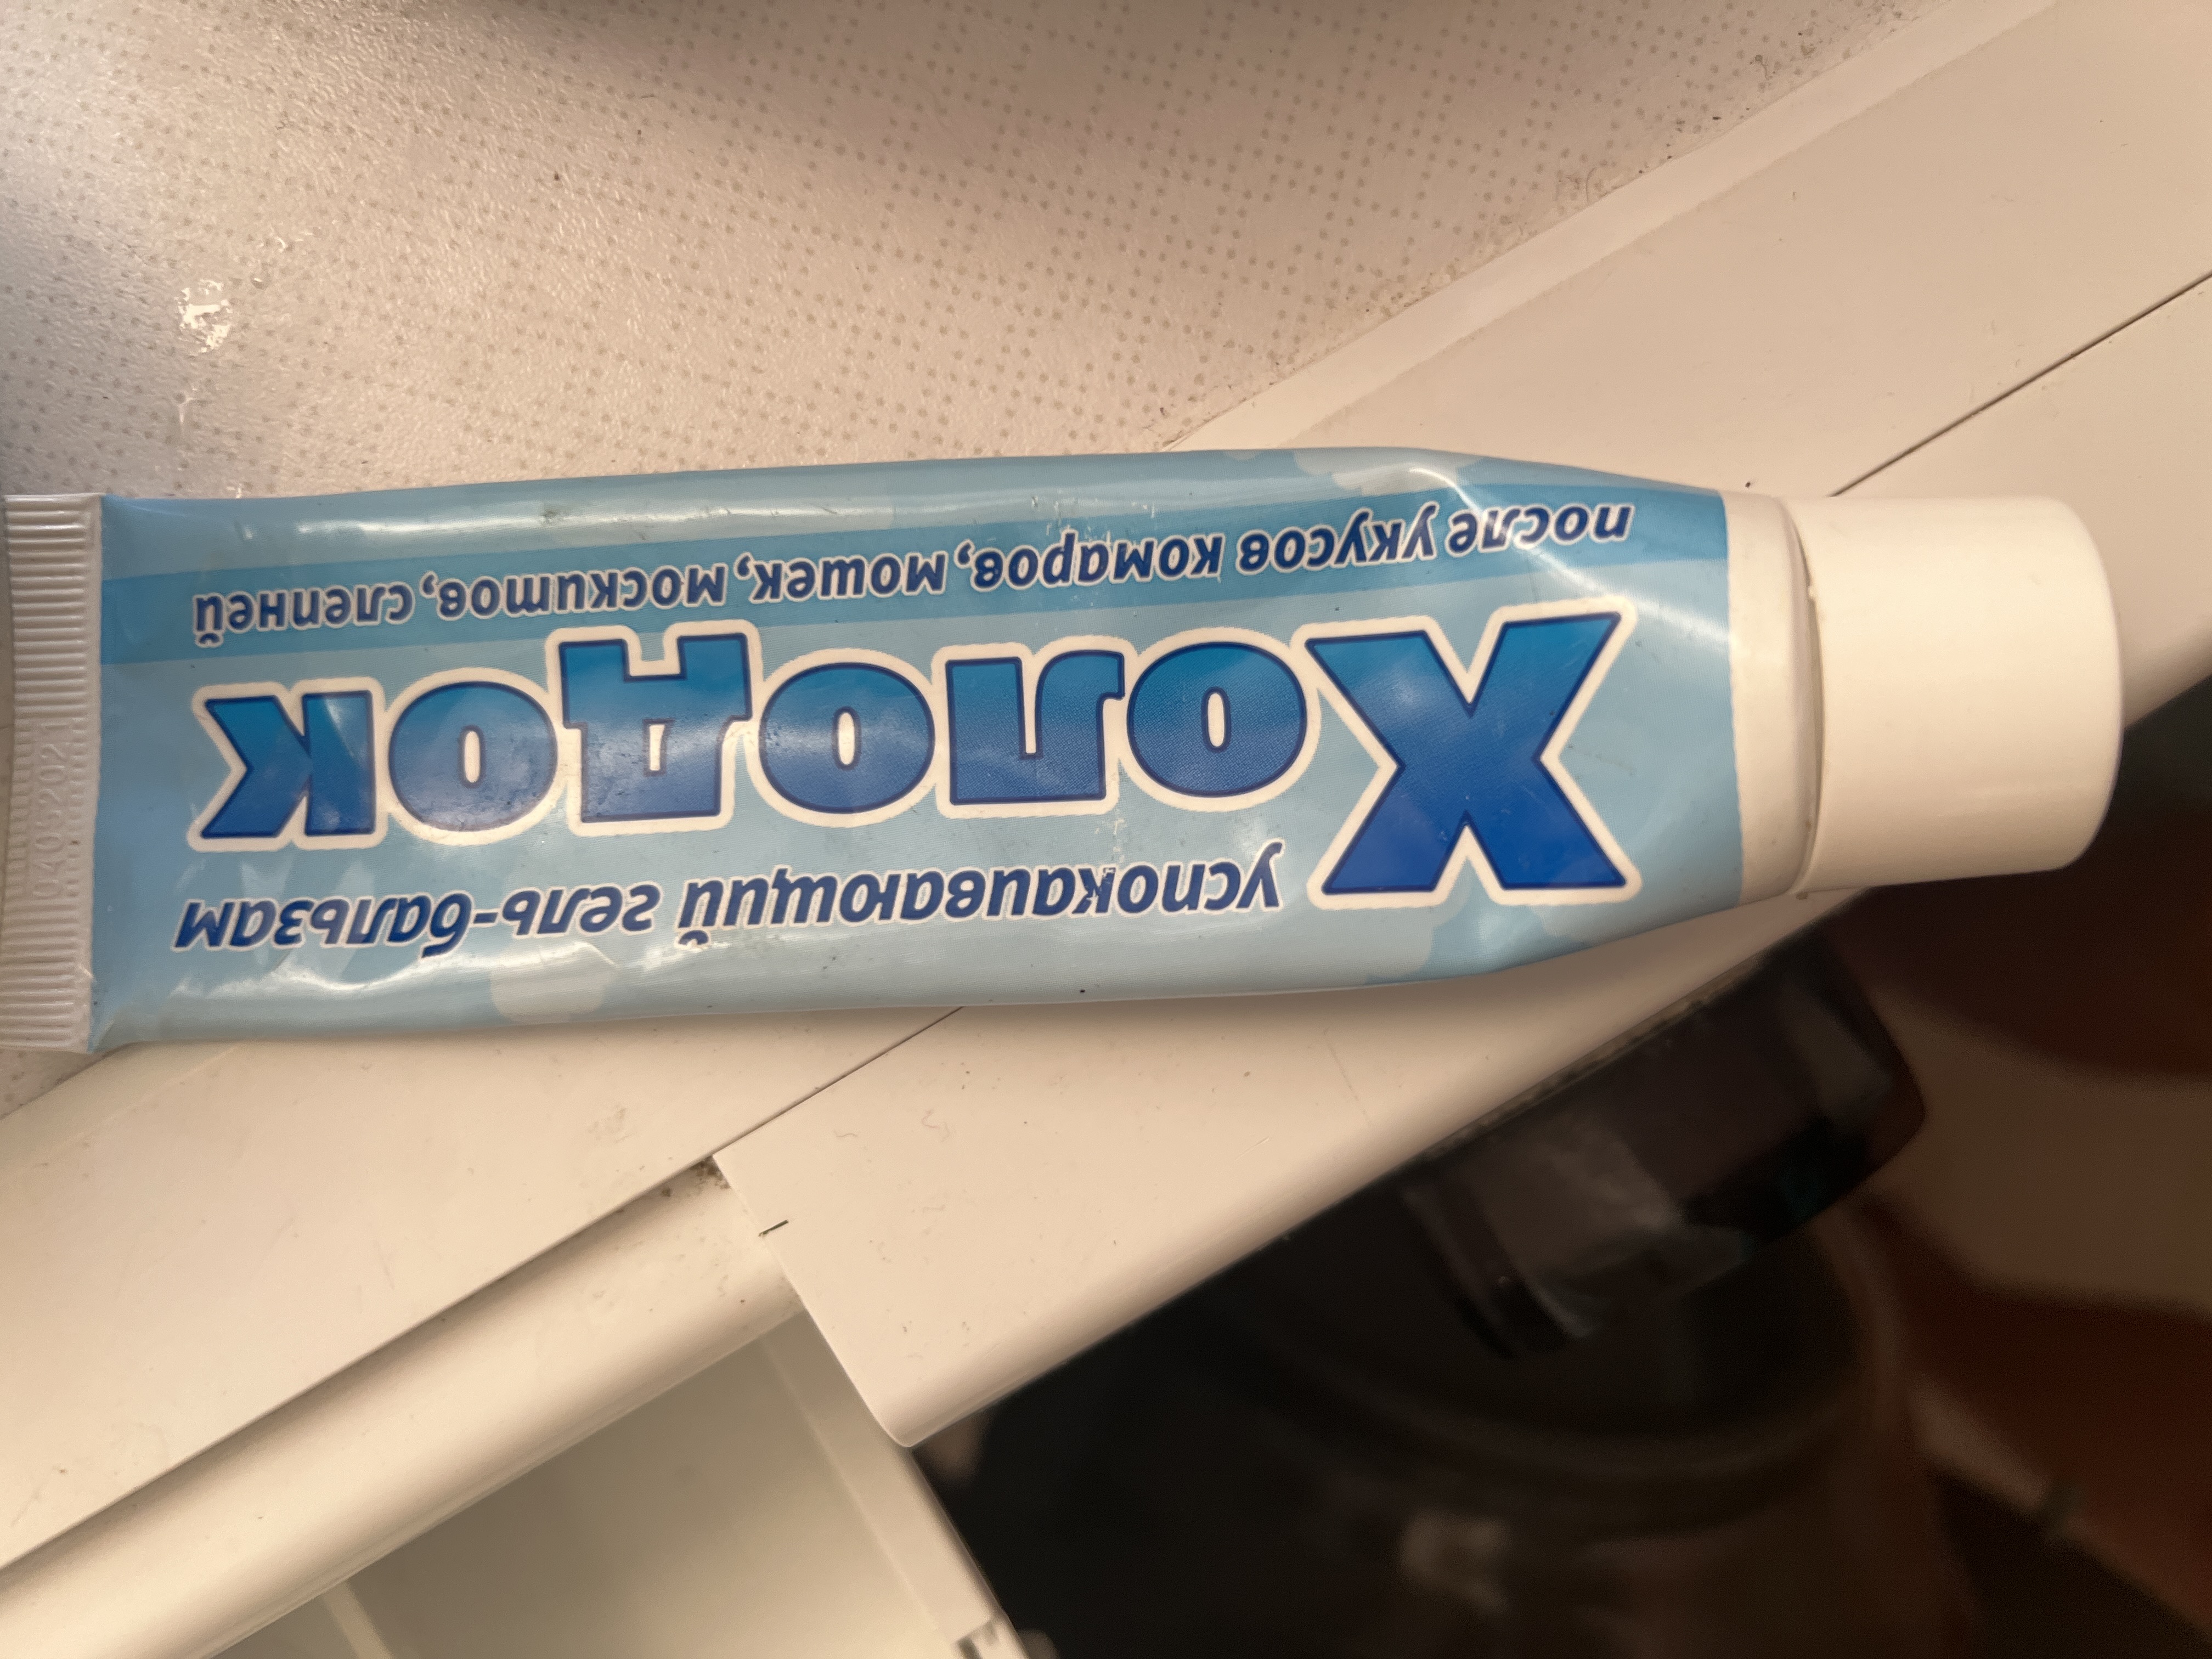 успокаивающий гель-бальзам
Холодок
после укусов комаров, мошек, москитов, слепней